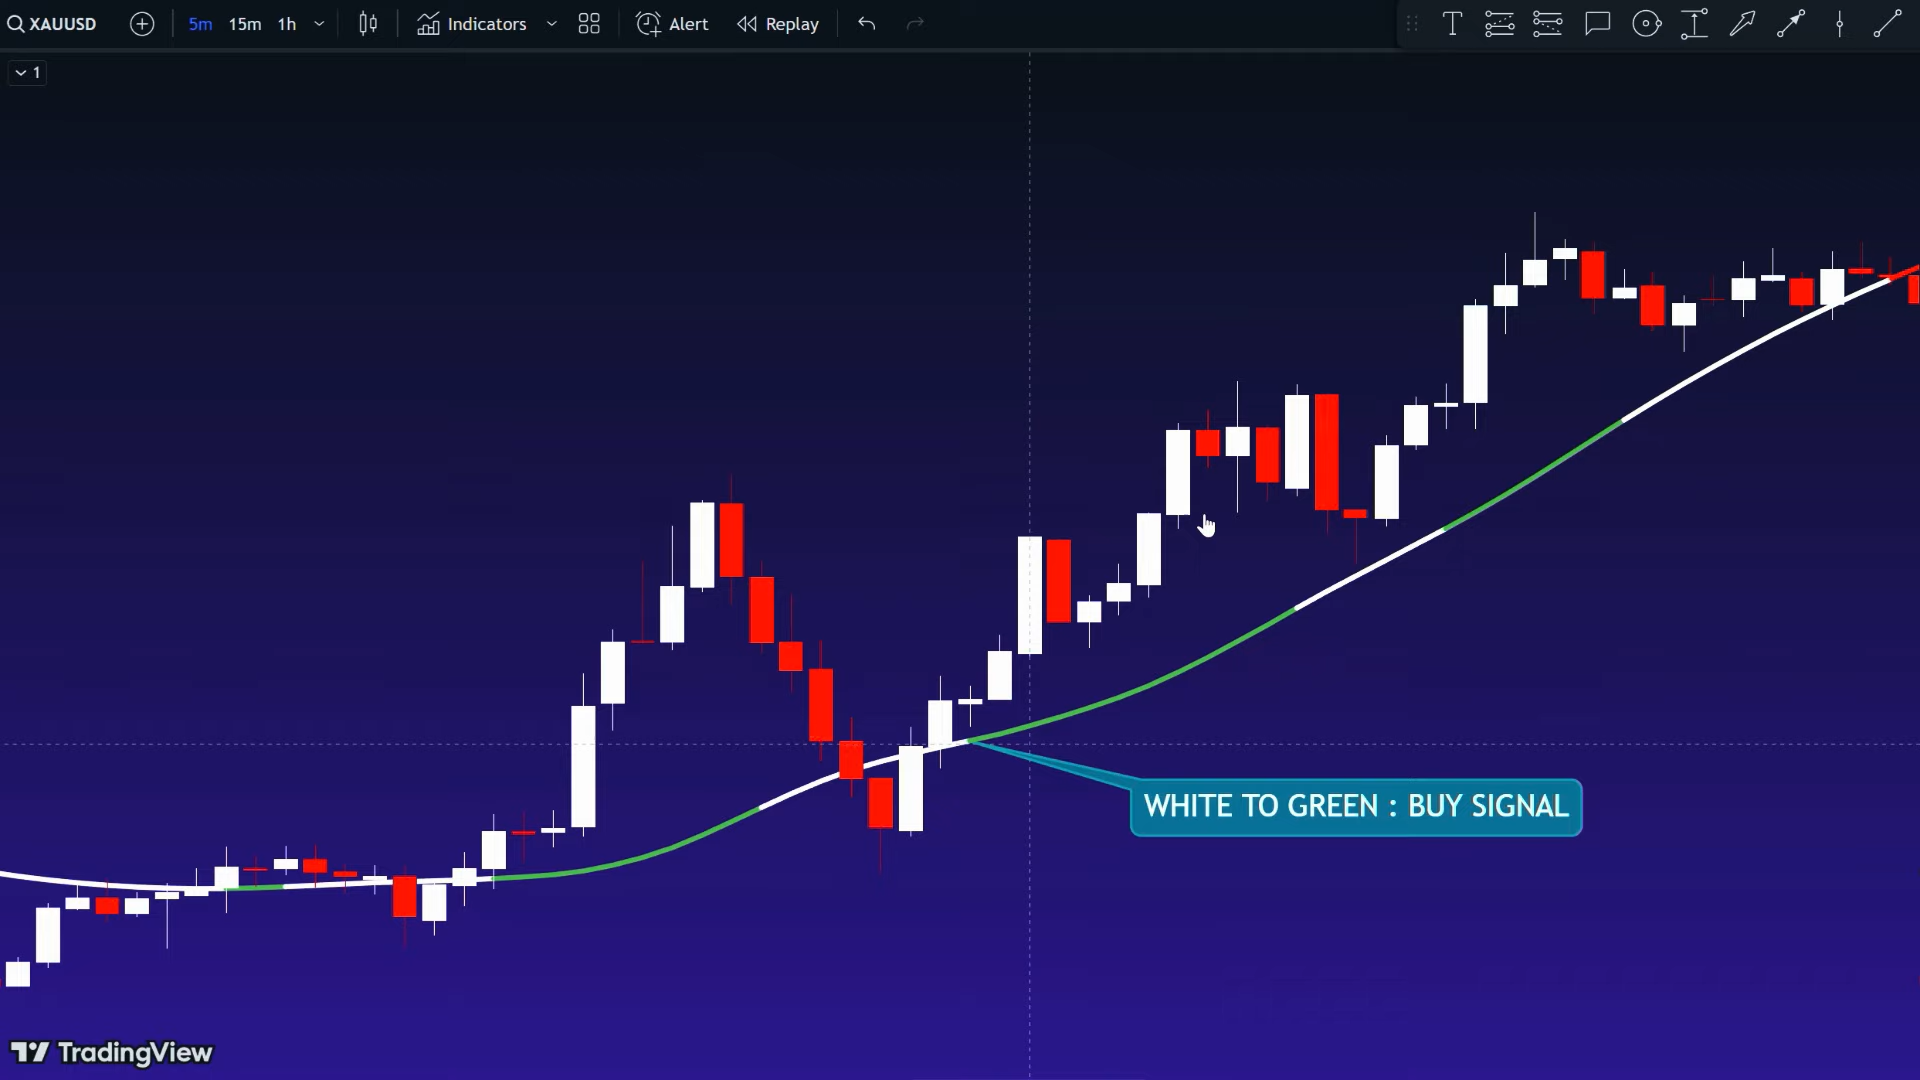 XAUUSD 5m 15m 1h Indicators Alert Replay
1
WHITE TO GREEN : BUY SIGNAL
TradingView